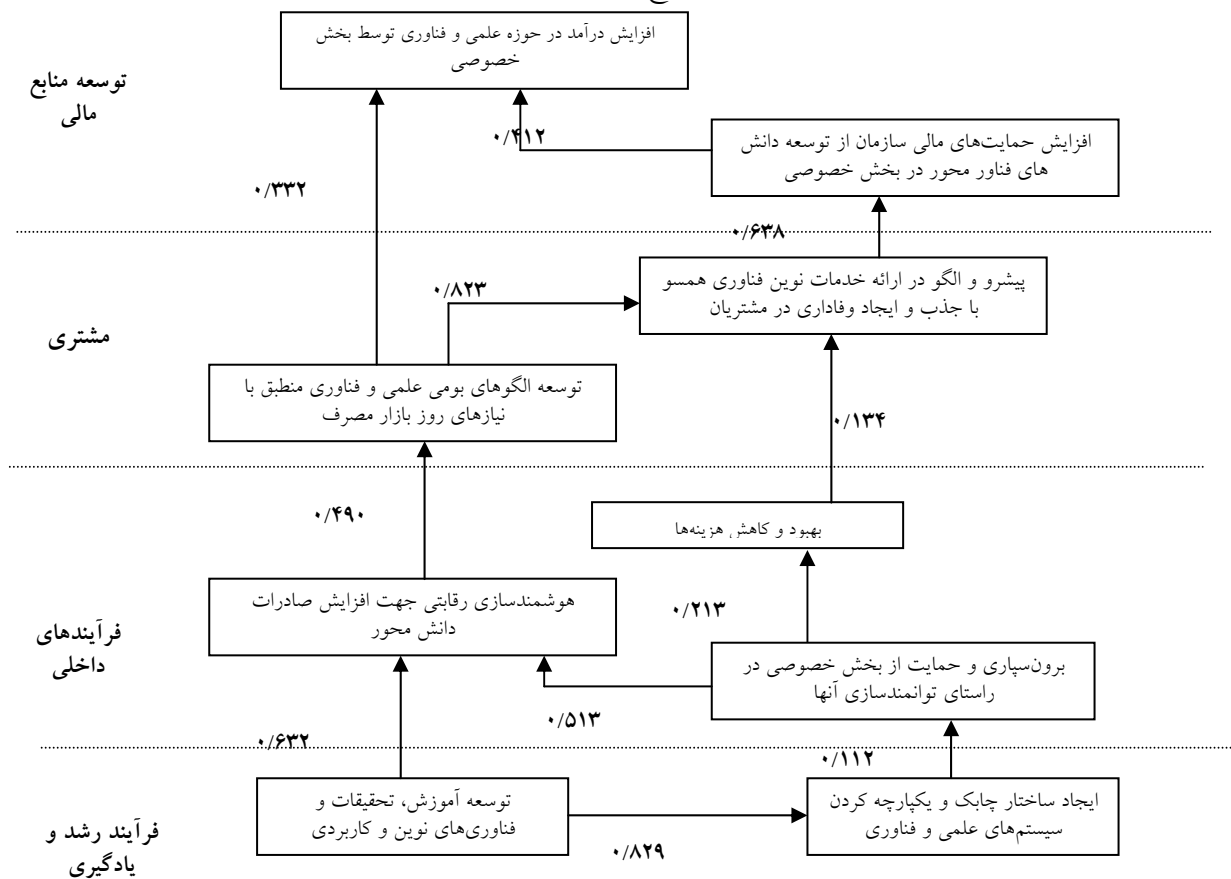 افزایش درآمد در حوزه علمی و فناوری توسط بخش
خصوصی
توسعه منابع
مالی
۰/۴۱۲
افزایش حمایت‌های مالی سازمان از توسعه دانش
های فناور محور در بخش خصوصی
۰/۳۳۲
۰/۶۳۸
پیشرو و الگو در ارائه خدمات نوین فناوری همسو
با جذب و ایجاد وفاداری در مشتریان
۰/۸۲۳
مشتری
توسعه الگوهای بومی علمی و فناوری منطبق با
نیازهای روز بازار مصرف
۰/۱۳۴
۰/۴۹۰
بهبود و کاهش هزینه‌ها
هوشمندسازی رقابتی جهت افزایش صادرات
دانش محور
۰/۲۱۳
فرآیندهای
داخلی
برون‌سپاری و حمایت از بخش خصوصی در
راستای توانمندسازی آنها
۰/۵۱۳
۰/۶۳۲
۰/۱۱۲
ایجاد ساختار چابک و یکپارچه کردن
سیستم‌های علمی و فناوری
توسعه آموزش، تحقیقات و
فناوری‌های نوین و کاربردی
۰/۸۲۹
فرآیند رشد و
یادگیری